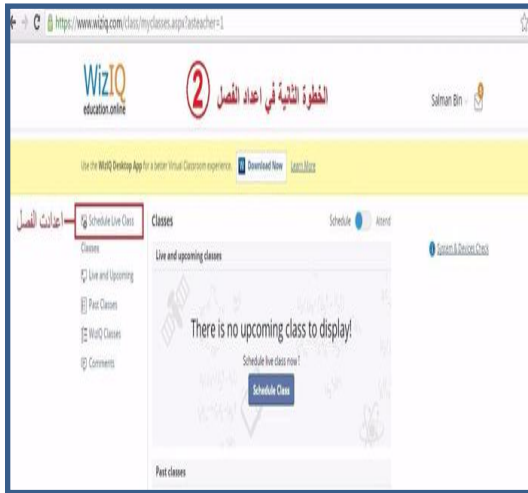 https://www.wiziq.com/class/myclasses.aspx?asteacher=1
WizIQ
education.online
الخطوة الثانية في اعداد الفصل 2
Salman Bin
Use the WizIQ Desktop App for a better Virtual Classroom experience. Download Now Learn More
اعدادت الفصل
Schedule Live Class
Classes
Live and Upcoming
Past Classes
WizIQ Classes
Comments
Classes
Schedule Attend
Live and upcoming classes
There is no upcoming class to display!
Schedule live class now !
Schedule Class
Past classes
System & Devices Check